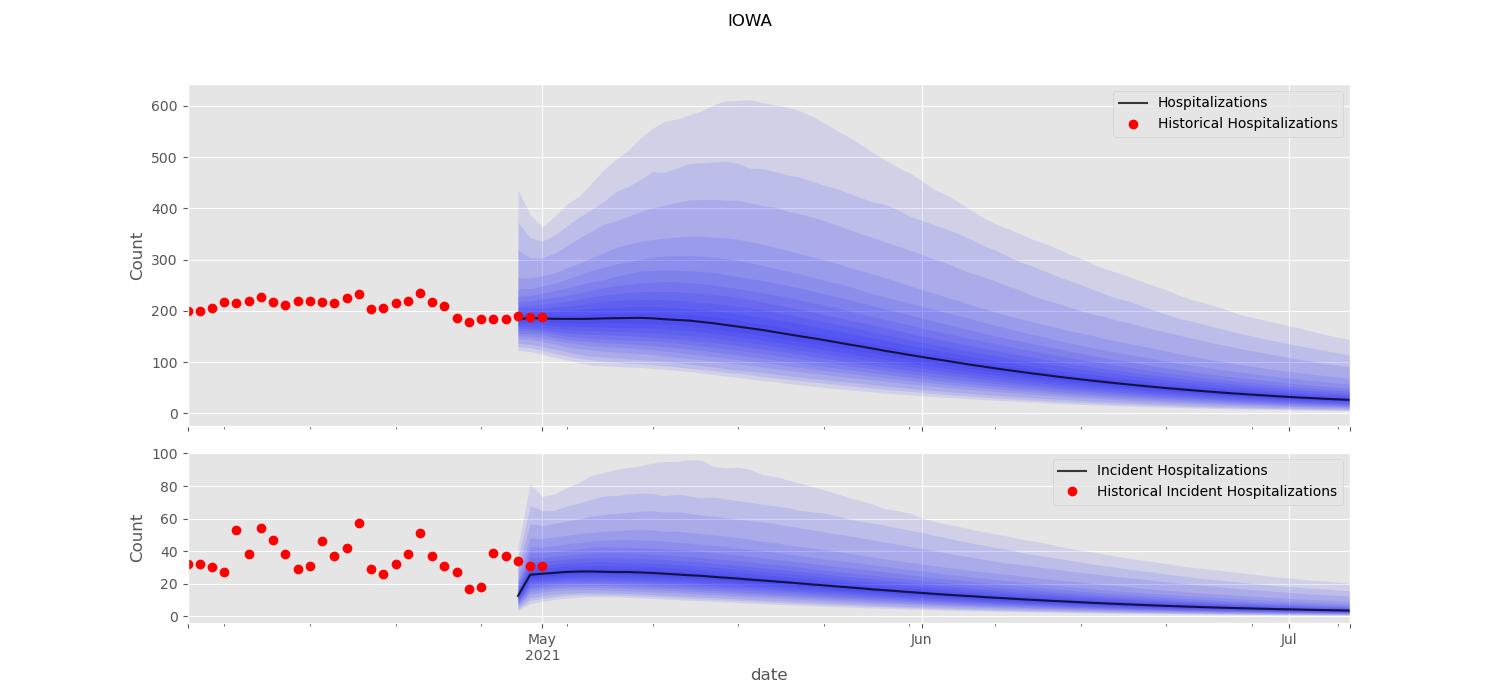 IOWA
600
500
400
300
200
100
0
Count
Hospitalizations
Historical Hospitalizations
100
80
60
40
20
0
Count
Incident Hospitalizations
Historical Incident Hospitalizations
May
2021
Jun
Jul
date